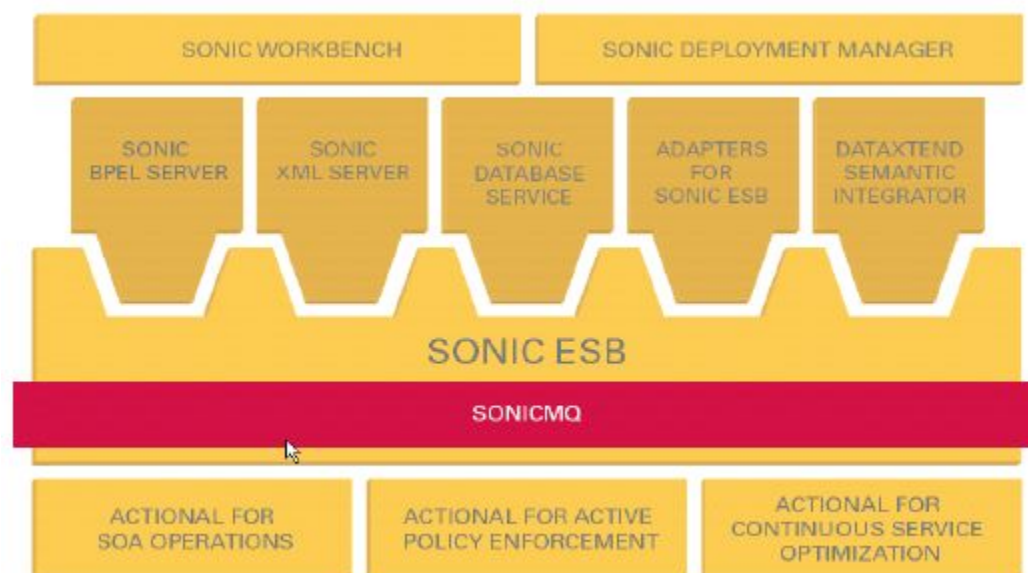 SONIC WORKBENCH
SONIC DEPLOYMENT MANAGER
SONIC
BPEL SERVER
SONIC
XML SERVER
SONIC
DATABASE
SERVICE
ADAPTERS
FOR
SONIC ESB
DATAXTEND
SEMANTIC
INTEGRATOR
SONIC ESB
SONICMQ
ACTIONAL FOR
SOA OPERATIONS
ACTIONAL FOR ACTIVE
POLICY ENFORCEMENT
ACTIONAL FOR
CONTINUOUS SERVICE
OPTIMIZATION